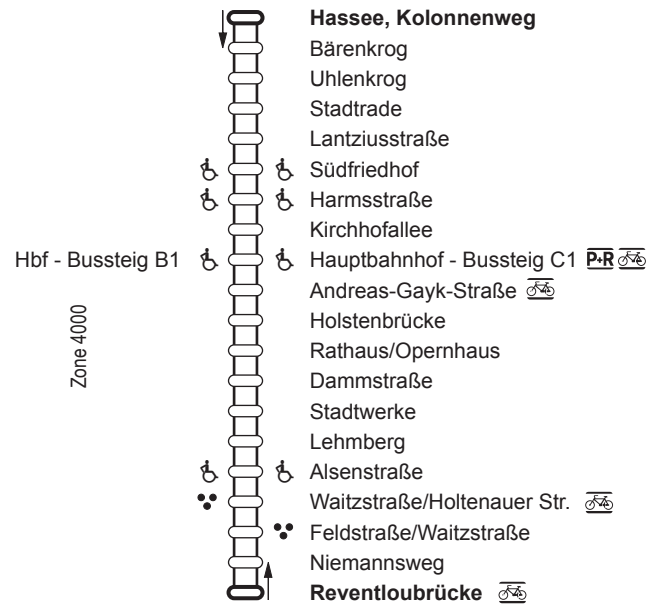 Hassee, Kolonnenweg
Bärenkrog
Uhlenkrog
Stadtrade
Lantziusstraße
Südfriedhof
Harmsstraße
Kirchhofallee
Hbf - Bussteig B1 Hauptbahnhof - Bussteig C1 P+R
Andreas-Gayk-Straße
Holstenbrücke
Rathaus/Opernhaus
Zone 4000
Dammstraße
Stadtwerke
Lehmberg
Alsenstraße
Waitzstraße/Holtenauer Str.
Feldstraße/Waitzstraße
Niemannsweg
Reventloubrücke